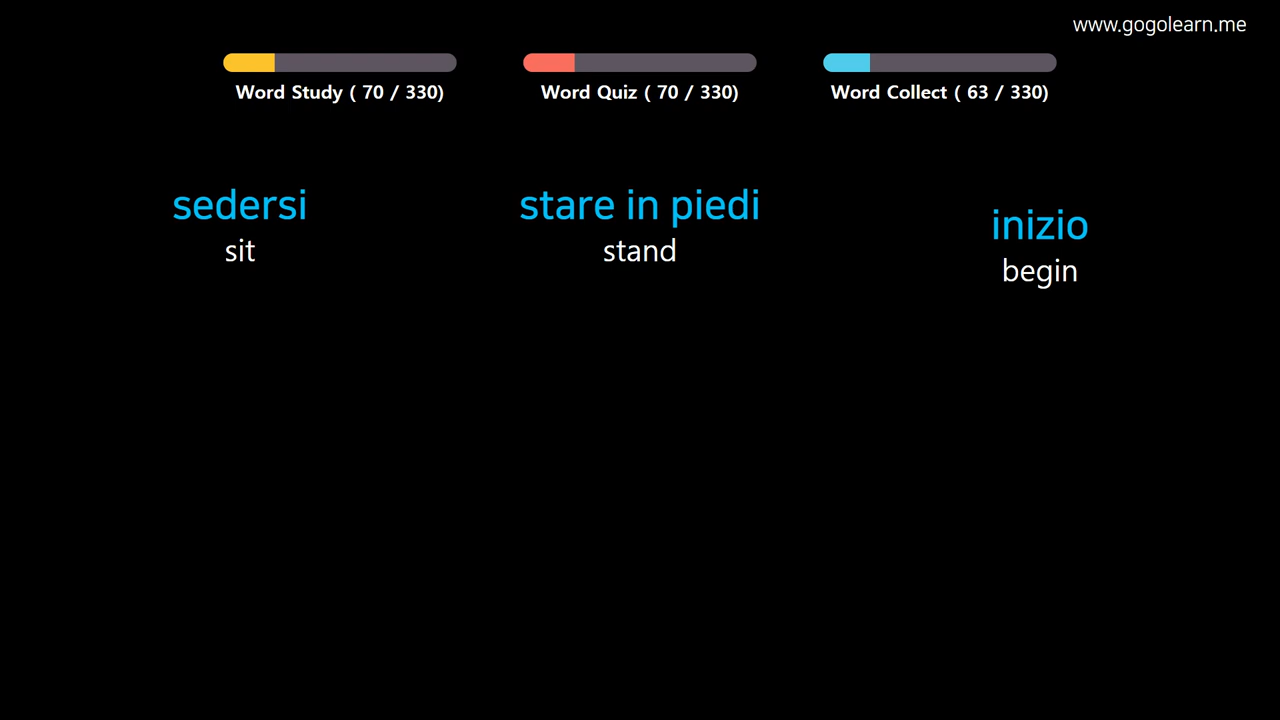 www.gogolearn.me
Word Study ( 70 / 330)
Word Quiz ( 70 / 330)
Word Collect ( 63 / 330)
sedersi
sit
stare in piedi
stand
inizio
begin